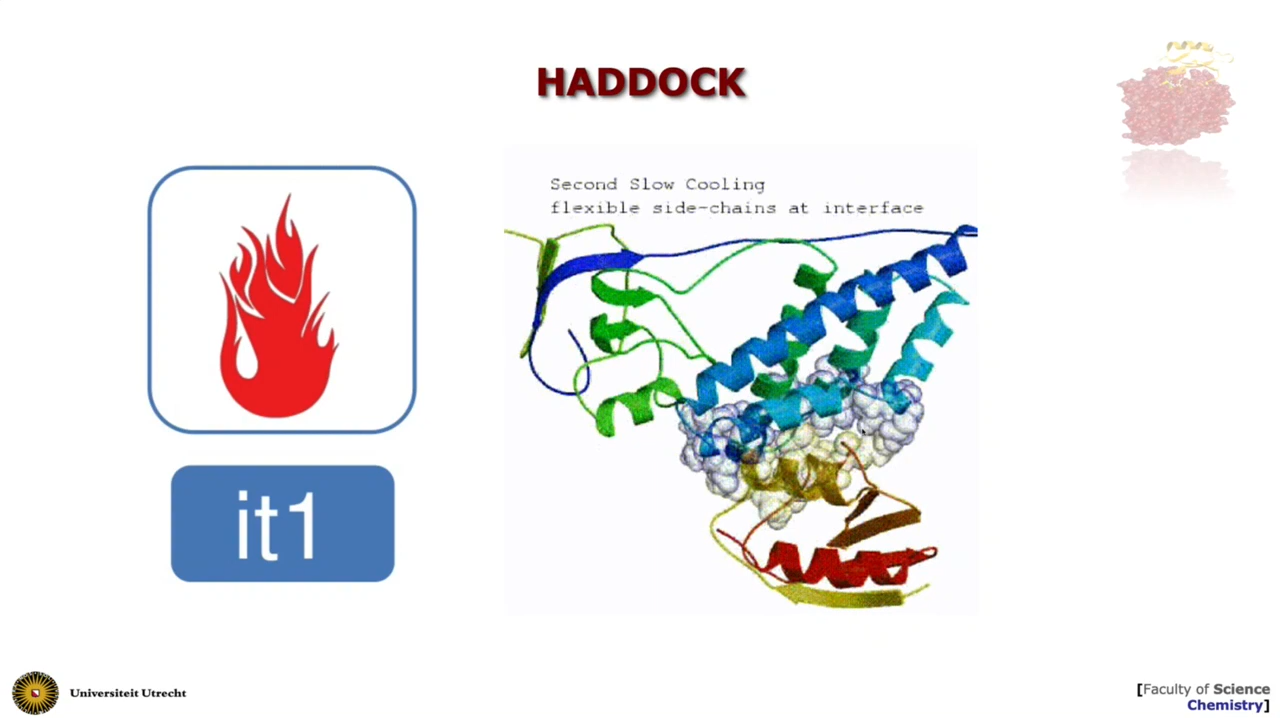 HADDOCK
Second Slow Cooling
flexible side-chains at interface
it1
Universiteit Utrecht
[Faculty of Science
Chemistry]